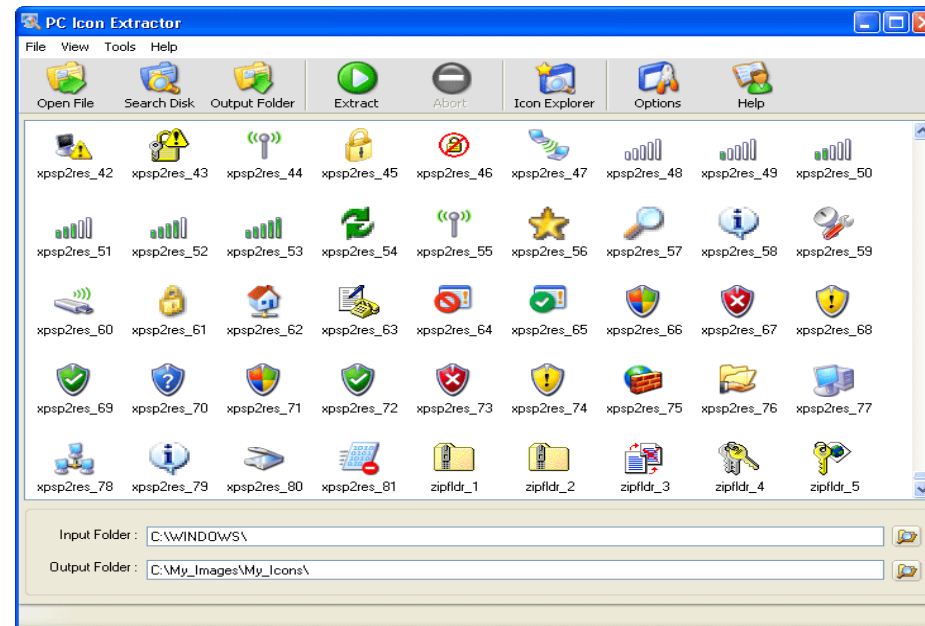 PC Icon Extractor
File View Tools Help
Open File Search Disk Output Folder Extract Abort Icon Explorer Options Help
xpsp2res_42 xpsp2res_43 xpsp2res_44 xpsp2res_45 xpsp2res_46 xpsp2res_47 xpsp2res_48 xpsp2res_49 xpsp2res_50
xpsp2res_51 xpsp2res_52 xpsp2res_53 xpsp2res_54 xpsp2res_55 xpsp2res_56 xpsp2res_57 xpsp2res_58 xpsp2res_59
xpsp2res_60 xpsp2res_61 xpsp2res_62 xpsp2res_63 xpsp2res_64 xpsp2res_65 xpsp2res_66 xpsp2res_67 xpsp2res_68
xpsp2res_69 xpsp2res_70 xpsp2res_71 xpsp2res_72 xpsp2res_73 xpsp2res_74 xpsp2res_75 xpsp2res_76 xpsp2res_77
xpsp2res_78 xpsp2res_79 xpsp2res_80 xpsp2res_81 zipfldr_1 zipfldr_2 zipfldr_3 zipfldr_4 zipfldr_5
Input Folder : C:\WINDOWS\
Output Folder : C:\My_Images\My_Icons\